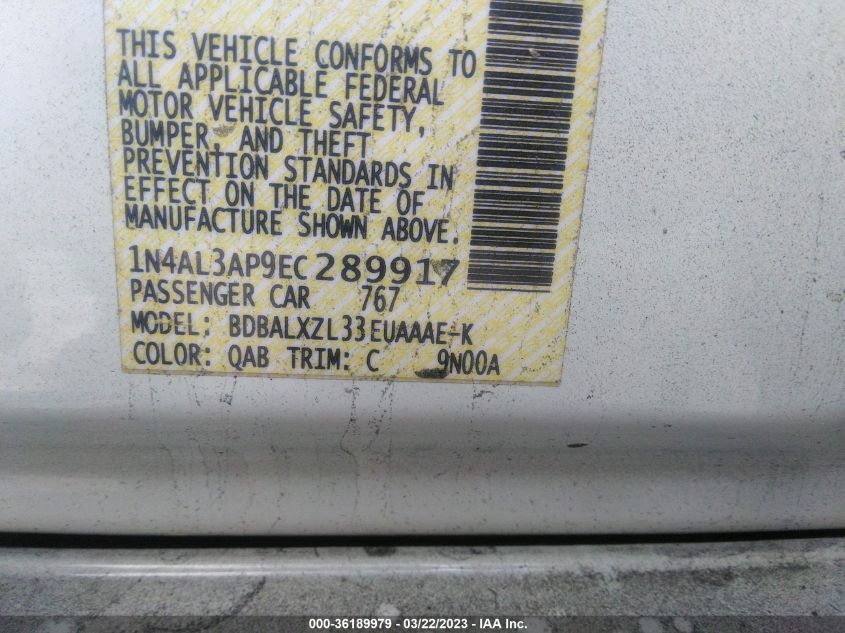 THIS VEHICLE CONFORMS TO
ALL APPLICABLE FEDERAL
MOTOR VEHICLE SAFETY,
BUMPER, AND THEFT
PREVENTION STANDARDS IN
EFFECT ON THE DATE OF
MANUFACTURE SHOWN ABOVE.
1N4AL3AP9EC289917
PASSENGER CAR 767
MODEL: BDBALXZL33EUAAAE-K
COLOR: QAB TRIM: C 9N00A
000-36189979 - 03/22/2023 - IAA Inc.